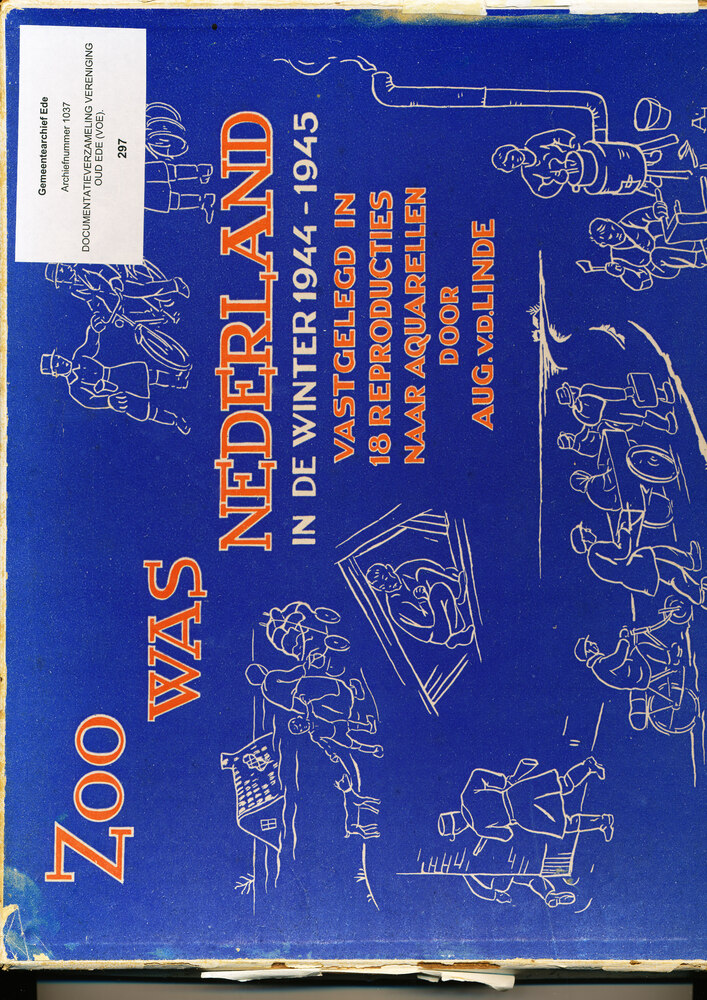 Gemeentearchief Ede
Archiefnummer 1037
DOCUMENTATIEVERZAMELING VERENIGING
OUD EDE (VOE).
297
ZOO
WAS
NEDERLAND
IN DE WINTER 1944-1945
VASTGELEGD IN
18 REPRODUCTIES
NAAR AQUARELLEN
DOOR
AUG. V.D. LINDE